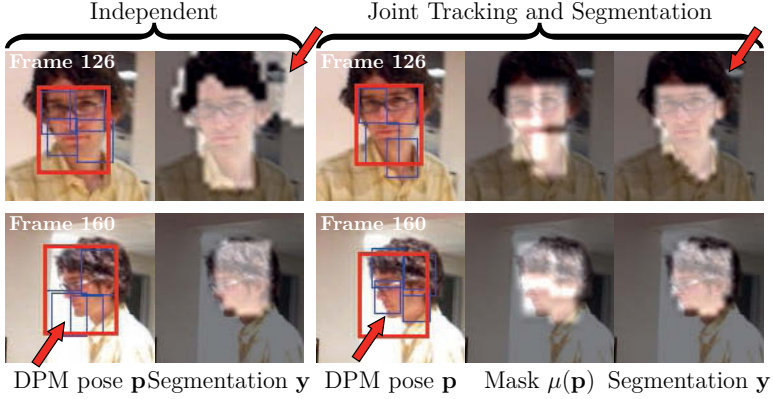 Independent
Joint Tracking and Segmentation
Frame 126
Frame 126
Frame 160
Frame 160
DPM pose p
Segmentation y
DPM pose p
Mask μ(p)
Segmentation y